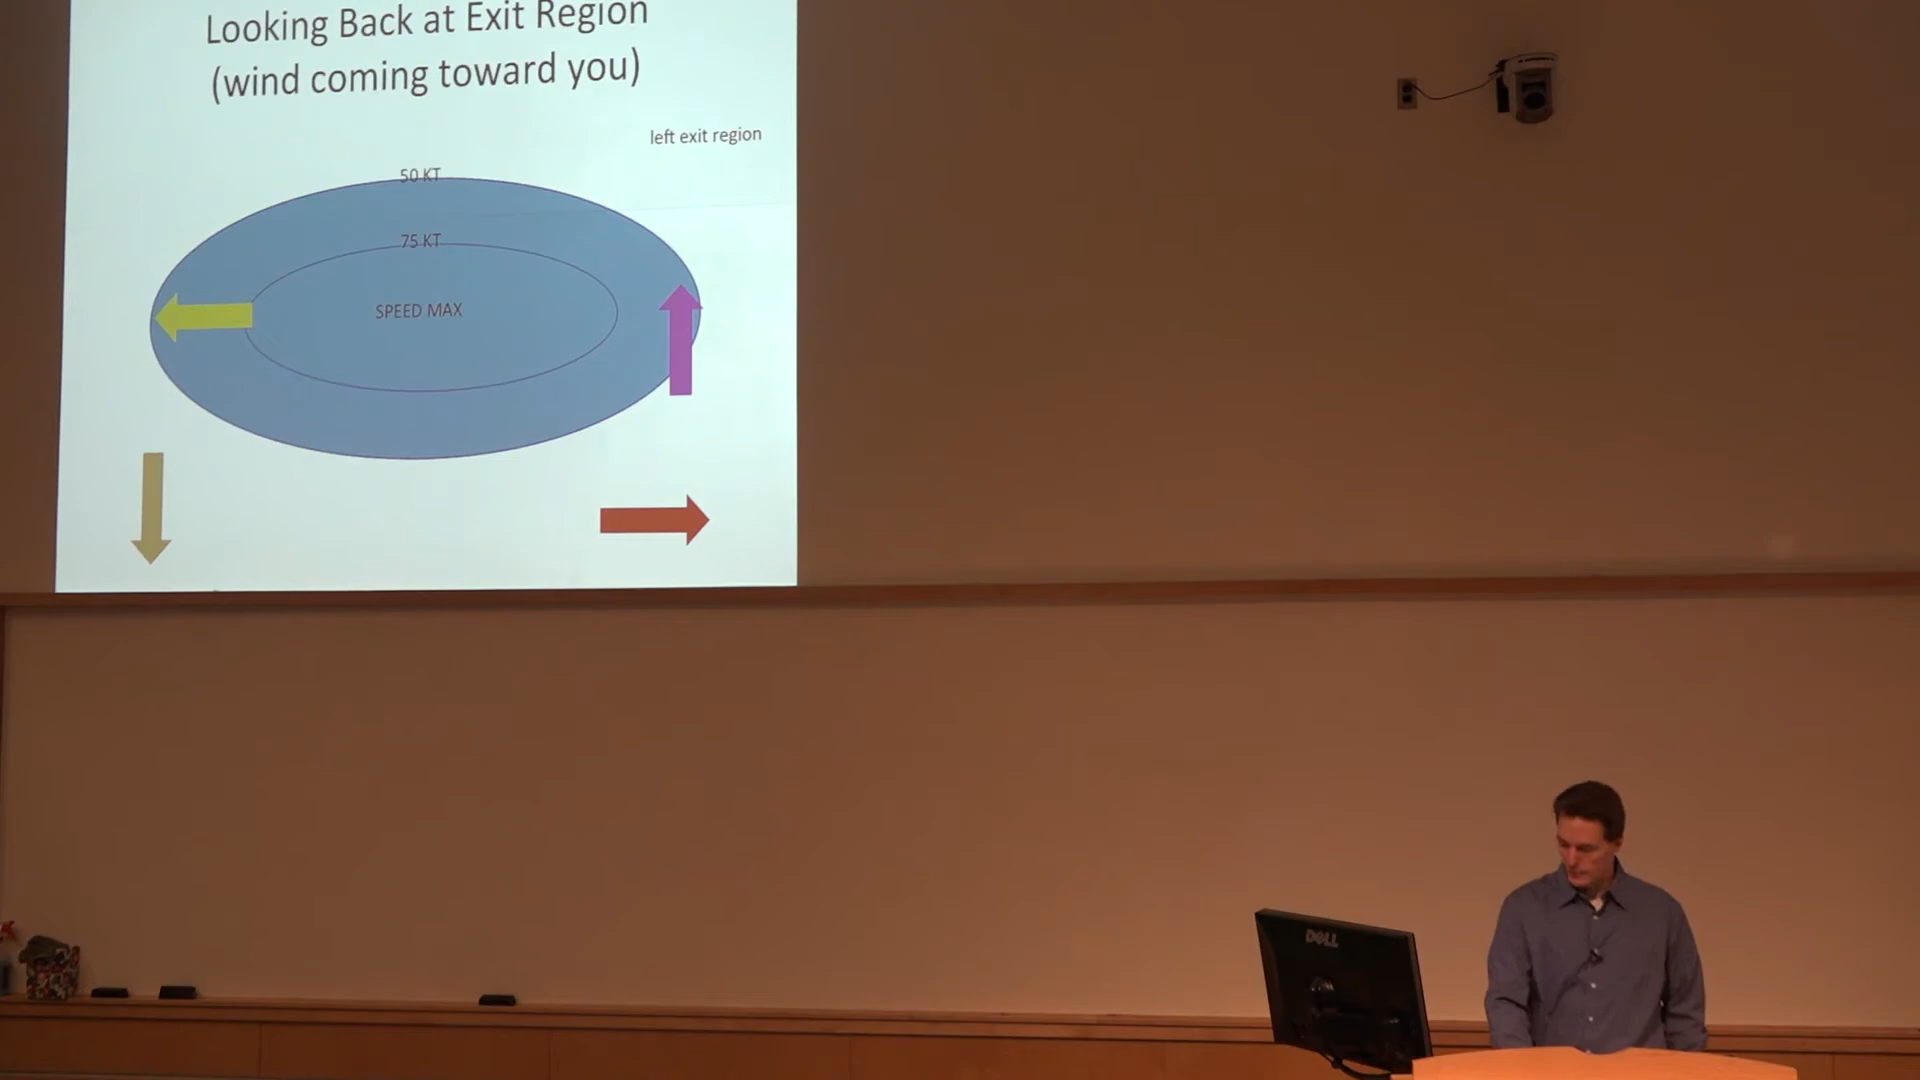 Looking Back at Exit Region
(wind coming toward you)
left exit region
50 KT
75 KT
SPEED MAX
DELL